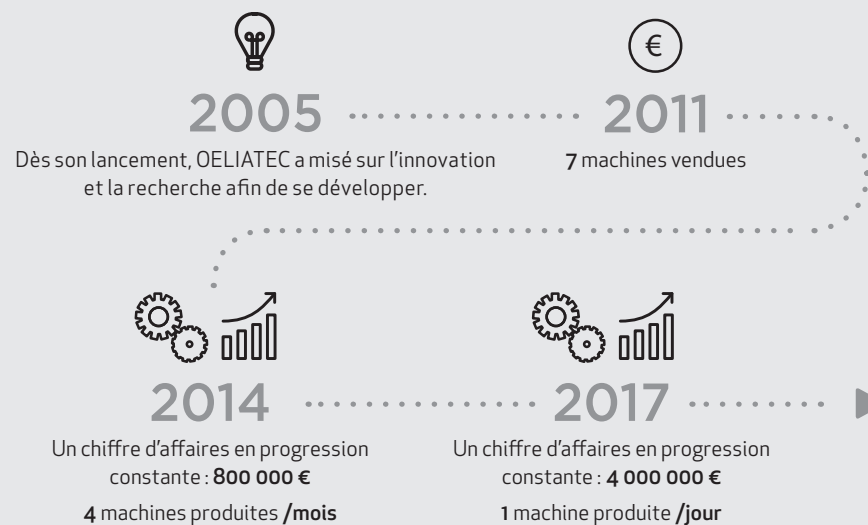 €
2005
Dès son lancement, OELIATEC a misé sur l'innovation
et la recherche afin de se développer.
2011
7 machines vendues
2014
Un chiffre d'affaires en progression
constante : 800 000 €
4 machines produites /mois
2017
Un chiffre d'affaires en progression
constante : 4 000 000 €
1 machine produite /jour